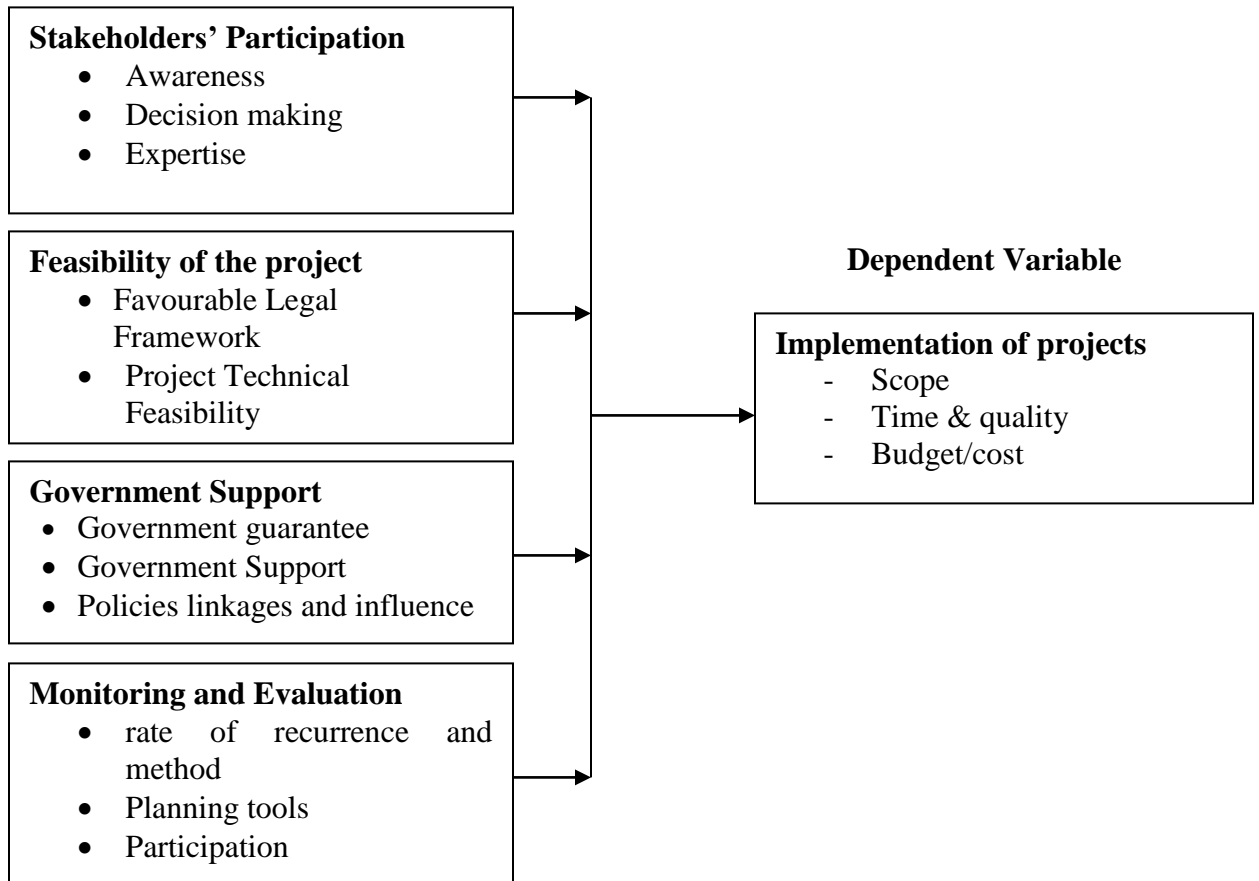 Stakeholders’ Participation
• Awareness
• Decision making
• Expertise
Feasibility of the project
• Favourable Legal
Framework
• Project Technical
Feasibility
Government Support
• Government guarantee
• Government Support
• Policies linkages and influence
Monitoring and Evaluation
• rate of recurrence and
method
• Planning tools
• Participation
Dependent Variable
Implementation of projects
- Scope
- Time & quality
- Budget/cost